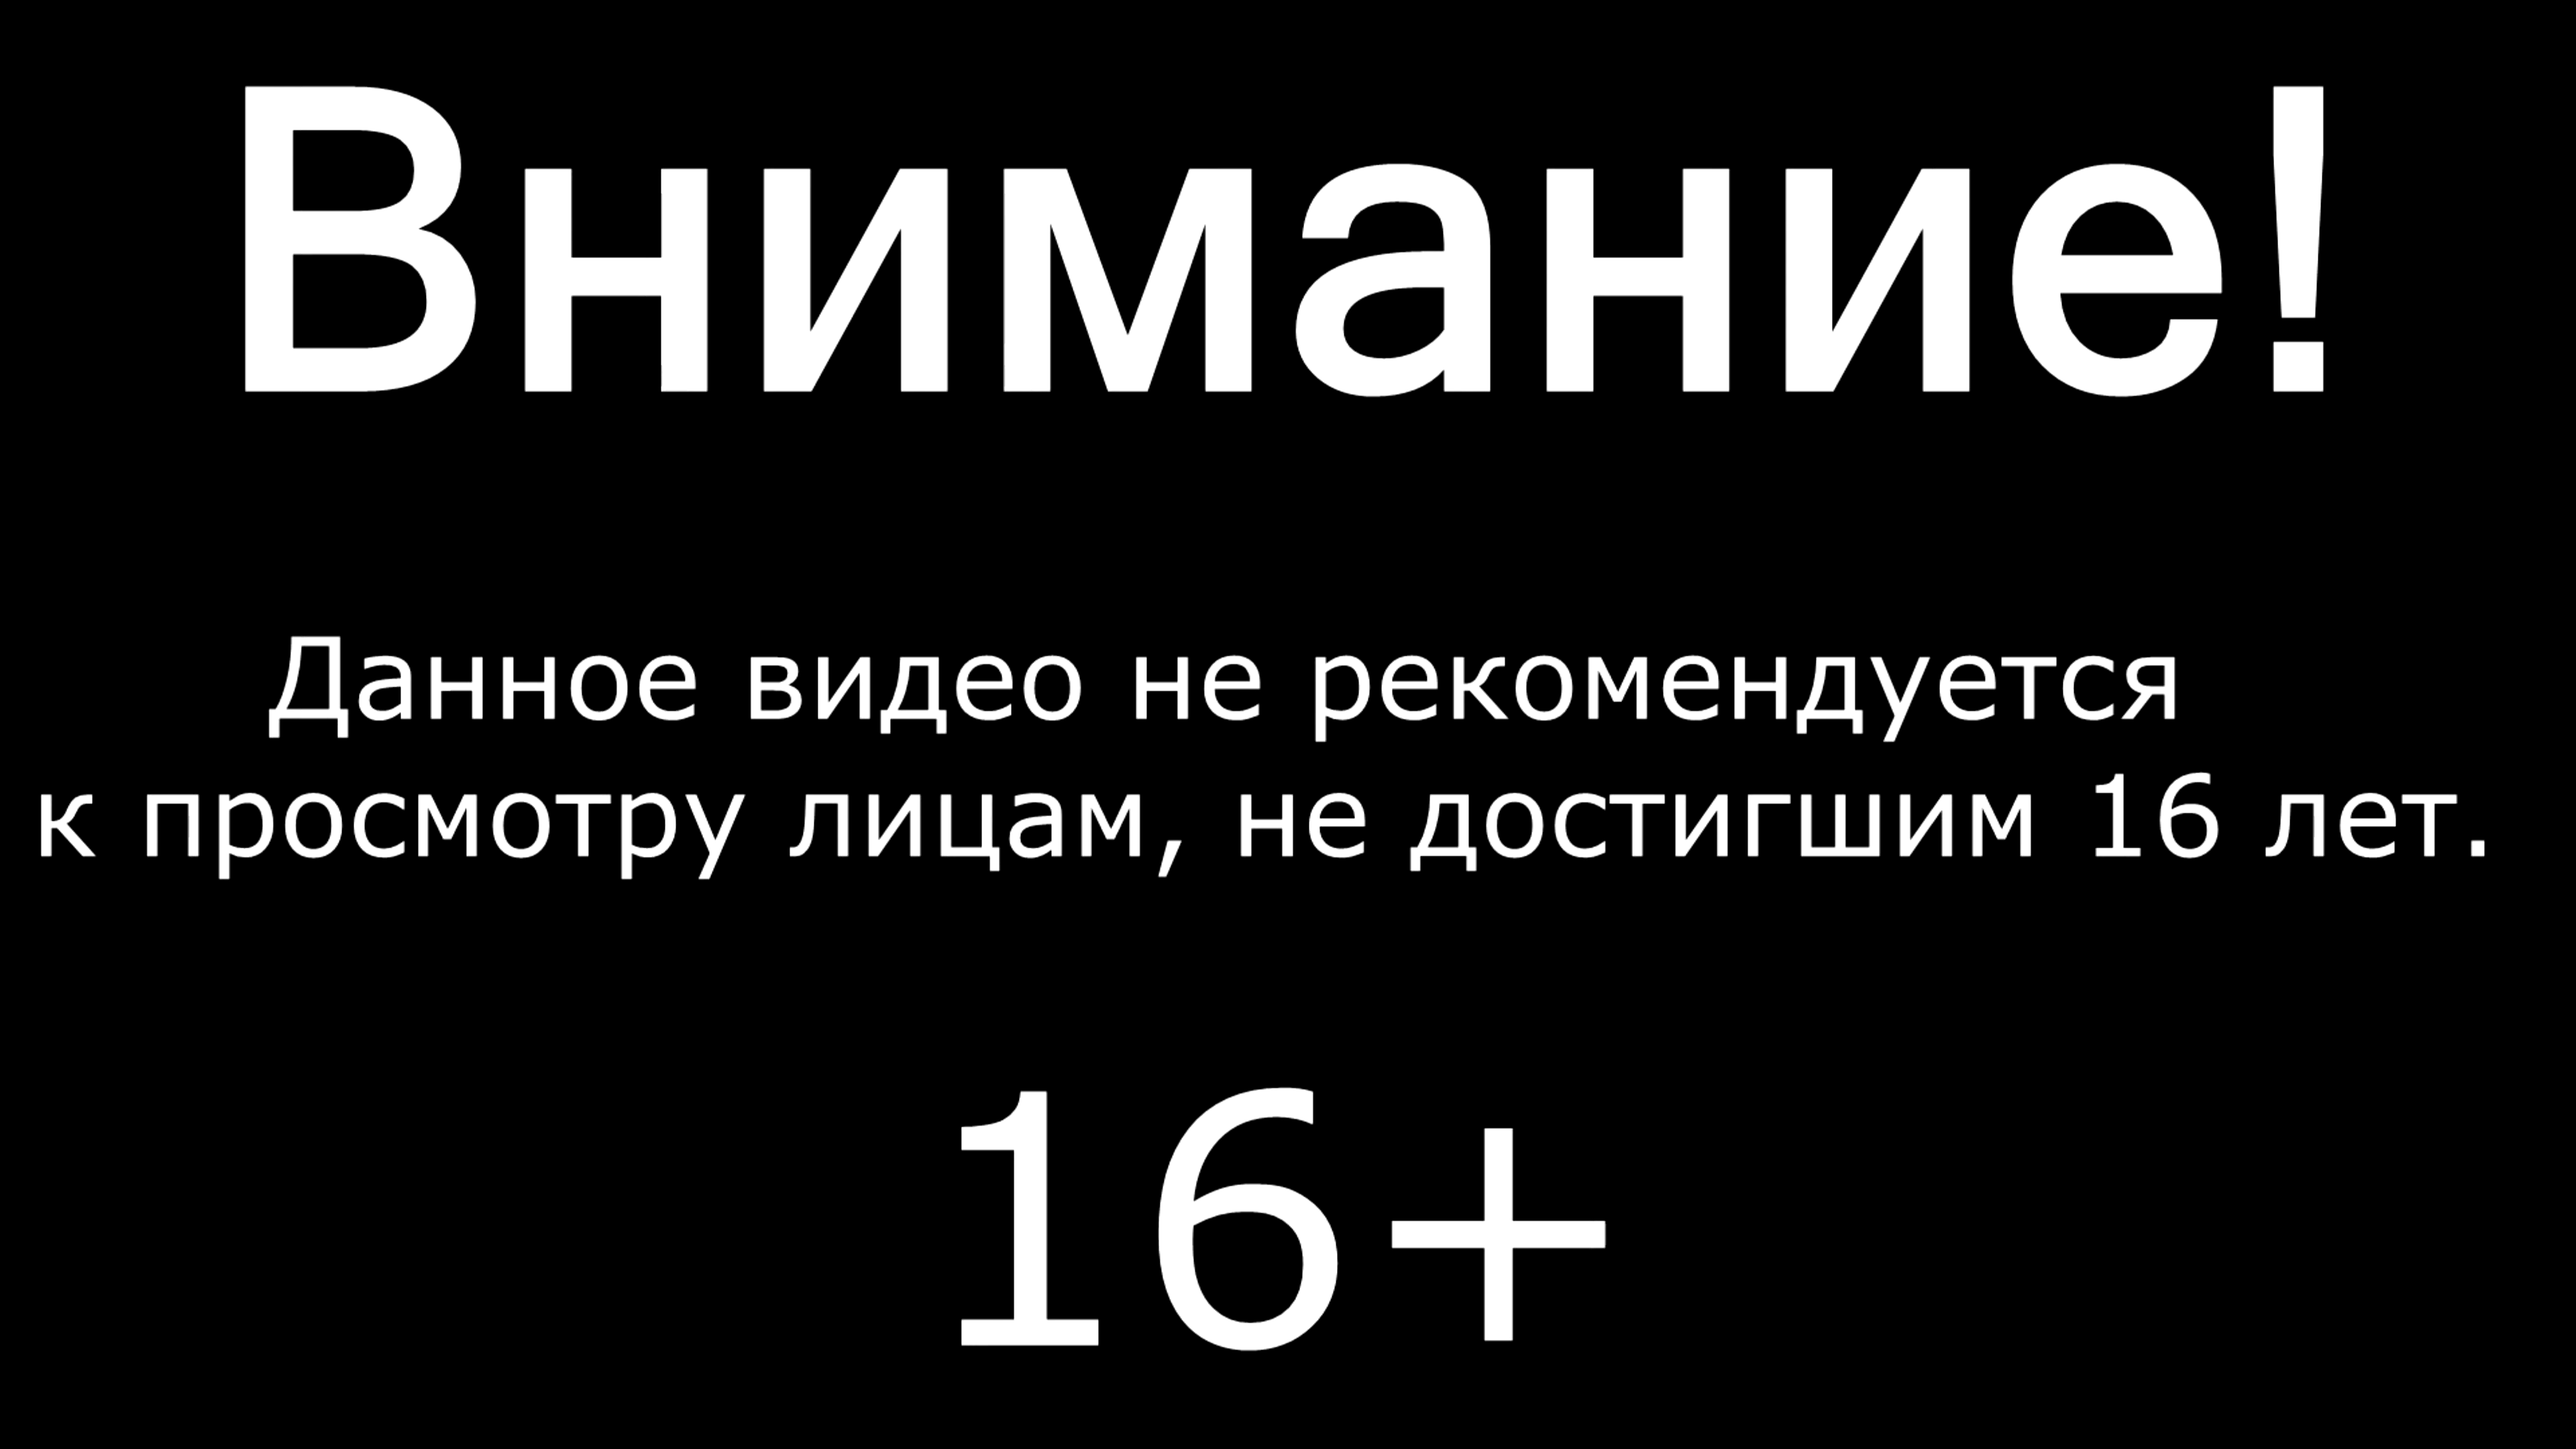 Внимание!
Данное видео не рекомендуется
к просмотру лицам, не достигшим 16 лет.
16+